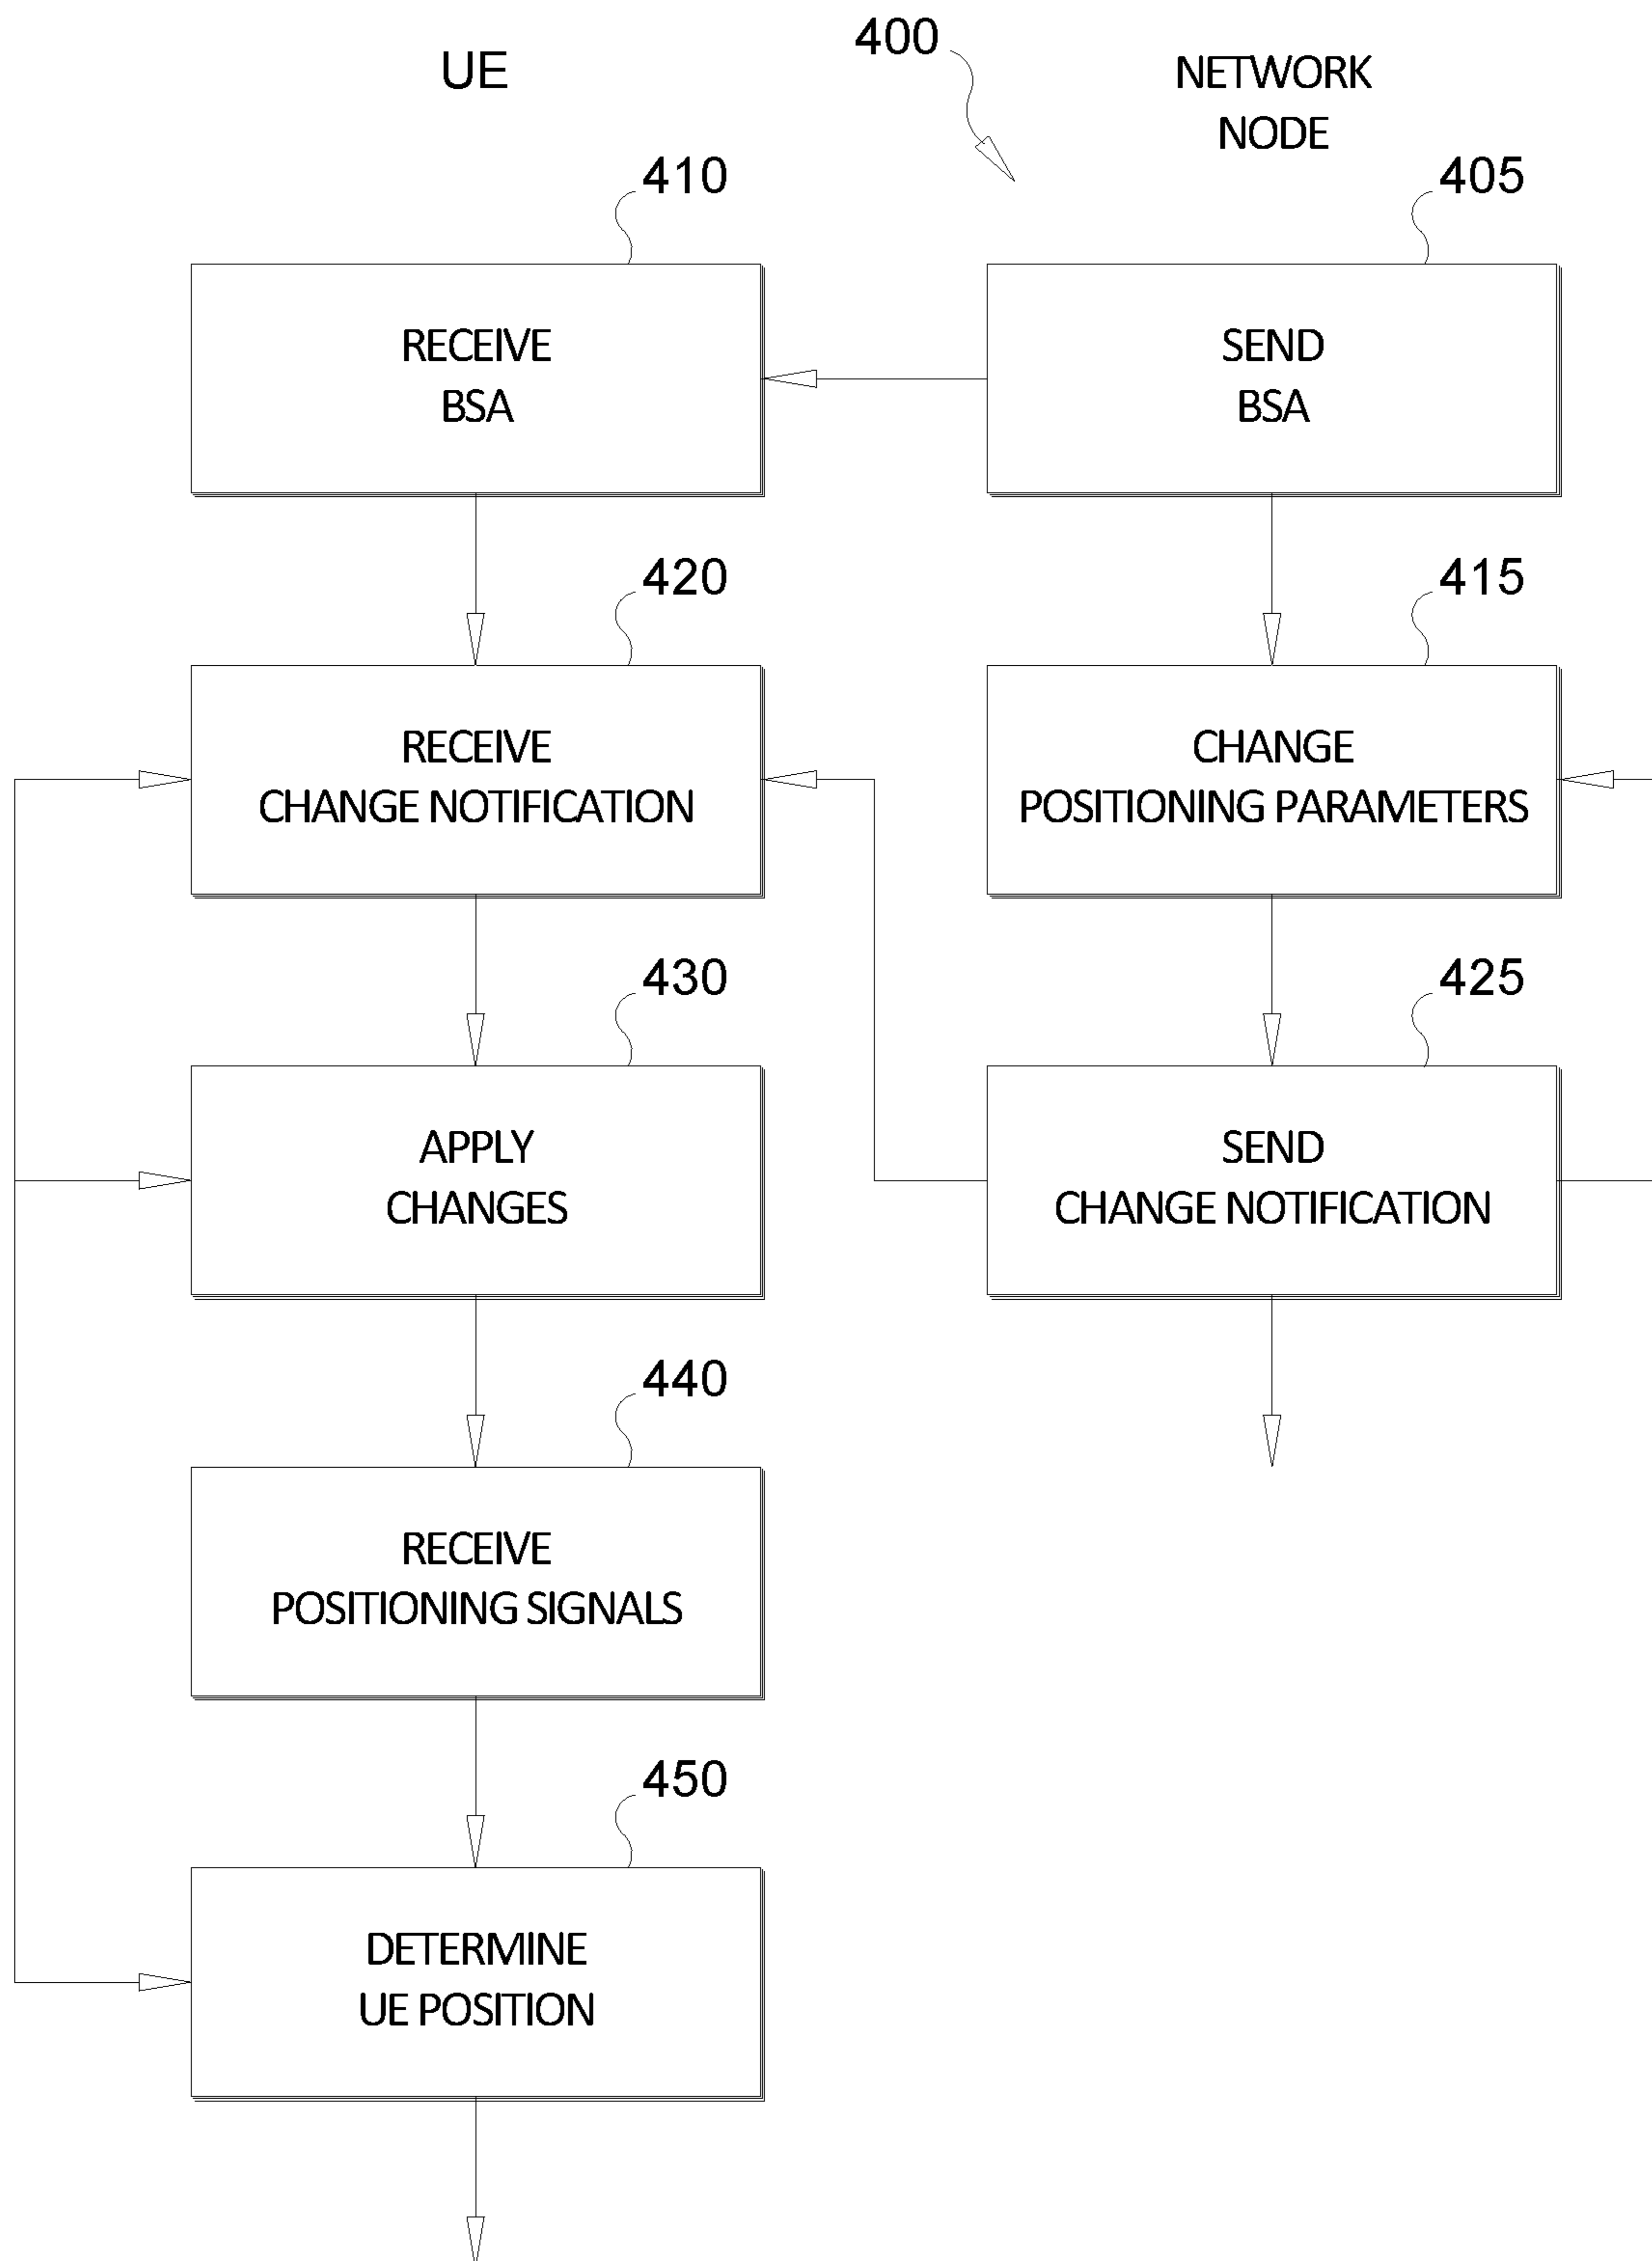 400
UE
NETWORK
NODE
410
405
RECEIVE
BSA
SEND
BSA
420
415
RECEIVE
CHANGE NOTIFICATION
CHANGE
POSITIONING PARAMETERS
430
425
APPLY
CHANGES
SEND
CHANGE NOTIFICATION
440
RECEIVE
POSITIONING SIGNALS
450
DETERMINE
UE POSITION